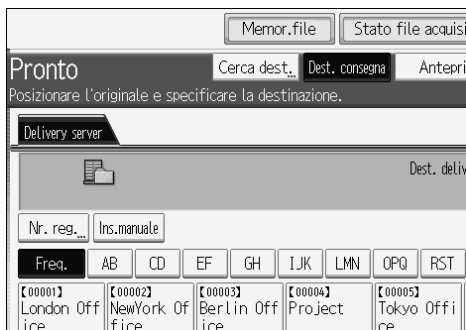 Memor.file Stato file acquisi
Pronto Cerca dest. Dest. consegna Antepri
Posizionare l'originale e specificare la destinazione.
Delivery server
Dest. deliv
Nr. reg. Ins.manuale
Freq. AB CD EF GH IJK LMN OPQ RST
【00001】 【00002】 【00003】 【00004】 【00005】
London Off NewYork Of Berlin Off Project Tokyo Offi
ice fice ice ce